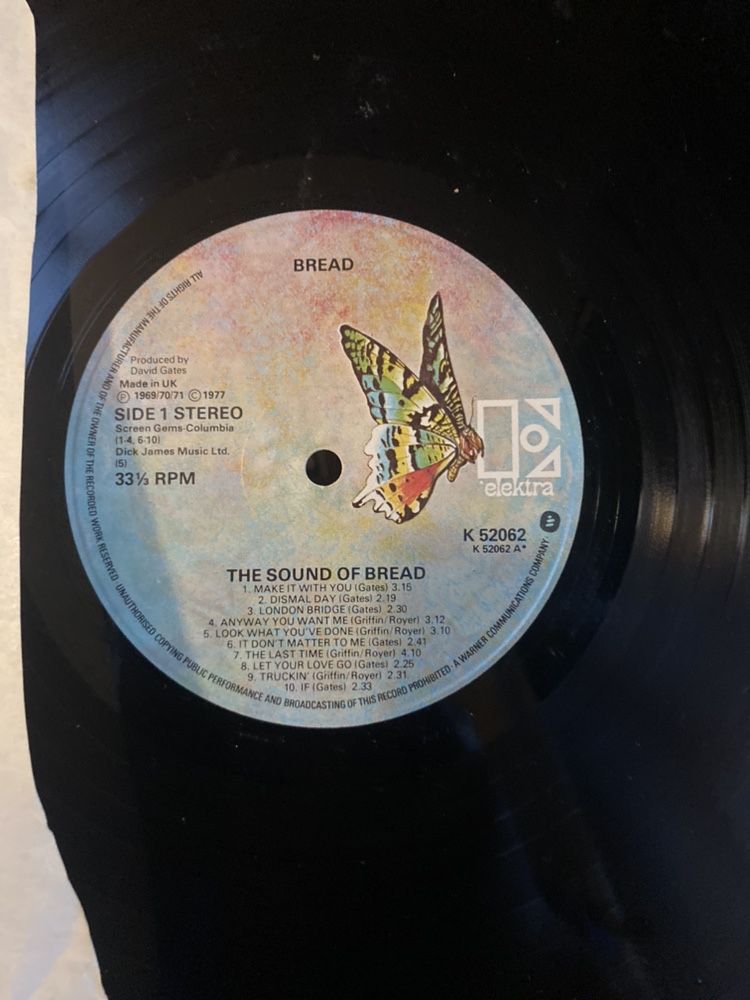 BREAD
Produced by
David Gates
Made in UK
Ⓟ 1969/70/71 ©1977
SIDE 1 STEREO
Screen Gems-Columbia
(1-4, 6-10)
Dick James Music Ltd.
(5)
33⅓ RPM
elektra
K 52062
K 52062 A*
THE SOUND OF BREAD
1. MAKE IT WITH YOU (Gates) 3.15
2. DISMAL DAY (Gates) 2.19
3. LONDON BRIDGE (Gates) 2.30
4. ANYWAY YOU WANT ME (Griffin/Royer) 3.12
5. LOOK WHAT YOU'VE DONE (Griffin/Royer) 3.10
6. IT DON'T MATTER TO ME (Gates) 2.41
7. THE LAST TIME (Griffin/Royer) 4.10
8. LET YOUR LOVE GO (Gates) 2.25
9. TRUCKIN' (Griffin/Royer) 2.31
10. IF (Gates) 2.33
ALL RIGHTS OF THE MANUFACTURER AND OF THE OWNER OF THE RECORDED WORK RESERVED. UNAUTHORISED COPYING PUBLIC PERFORMANCE AND BROADCASTING OF THIS RECORD PROHIBITED · A WARNER COMMUNICATIONS COMPANY